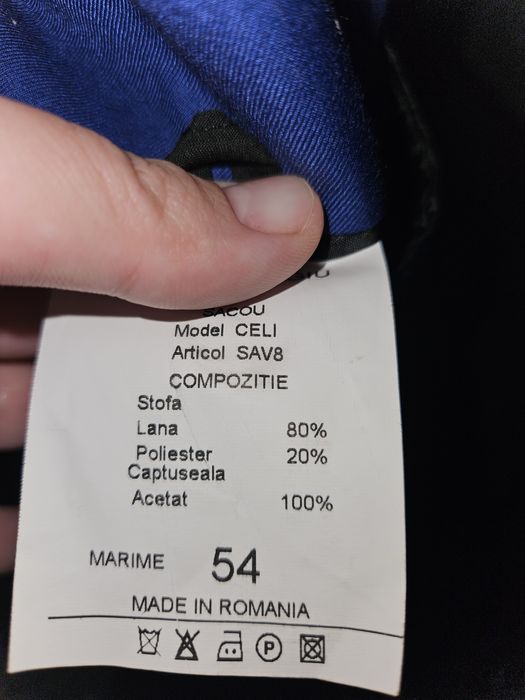 SACOU
Model CELI
Articol SAV8
COMPOZITIE
Stofa
Lana 80%
Poliester 20%
Captuseala
Acetat 100%
MARIME 54
MADE IN ROMANIA
P